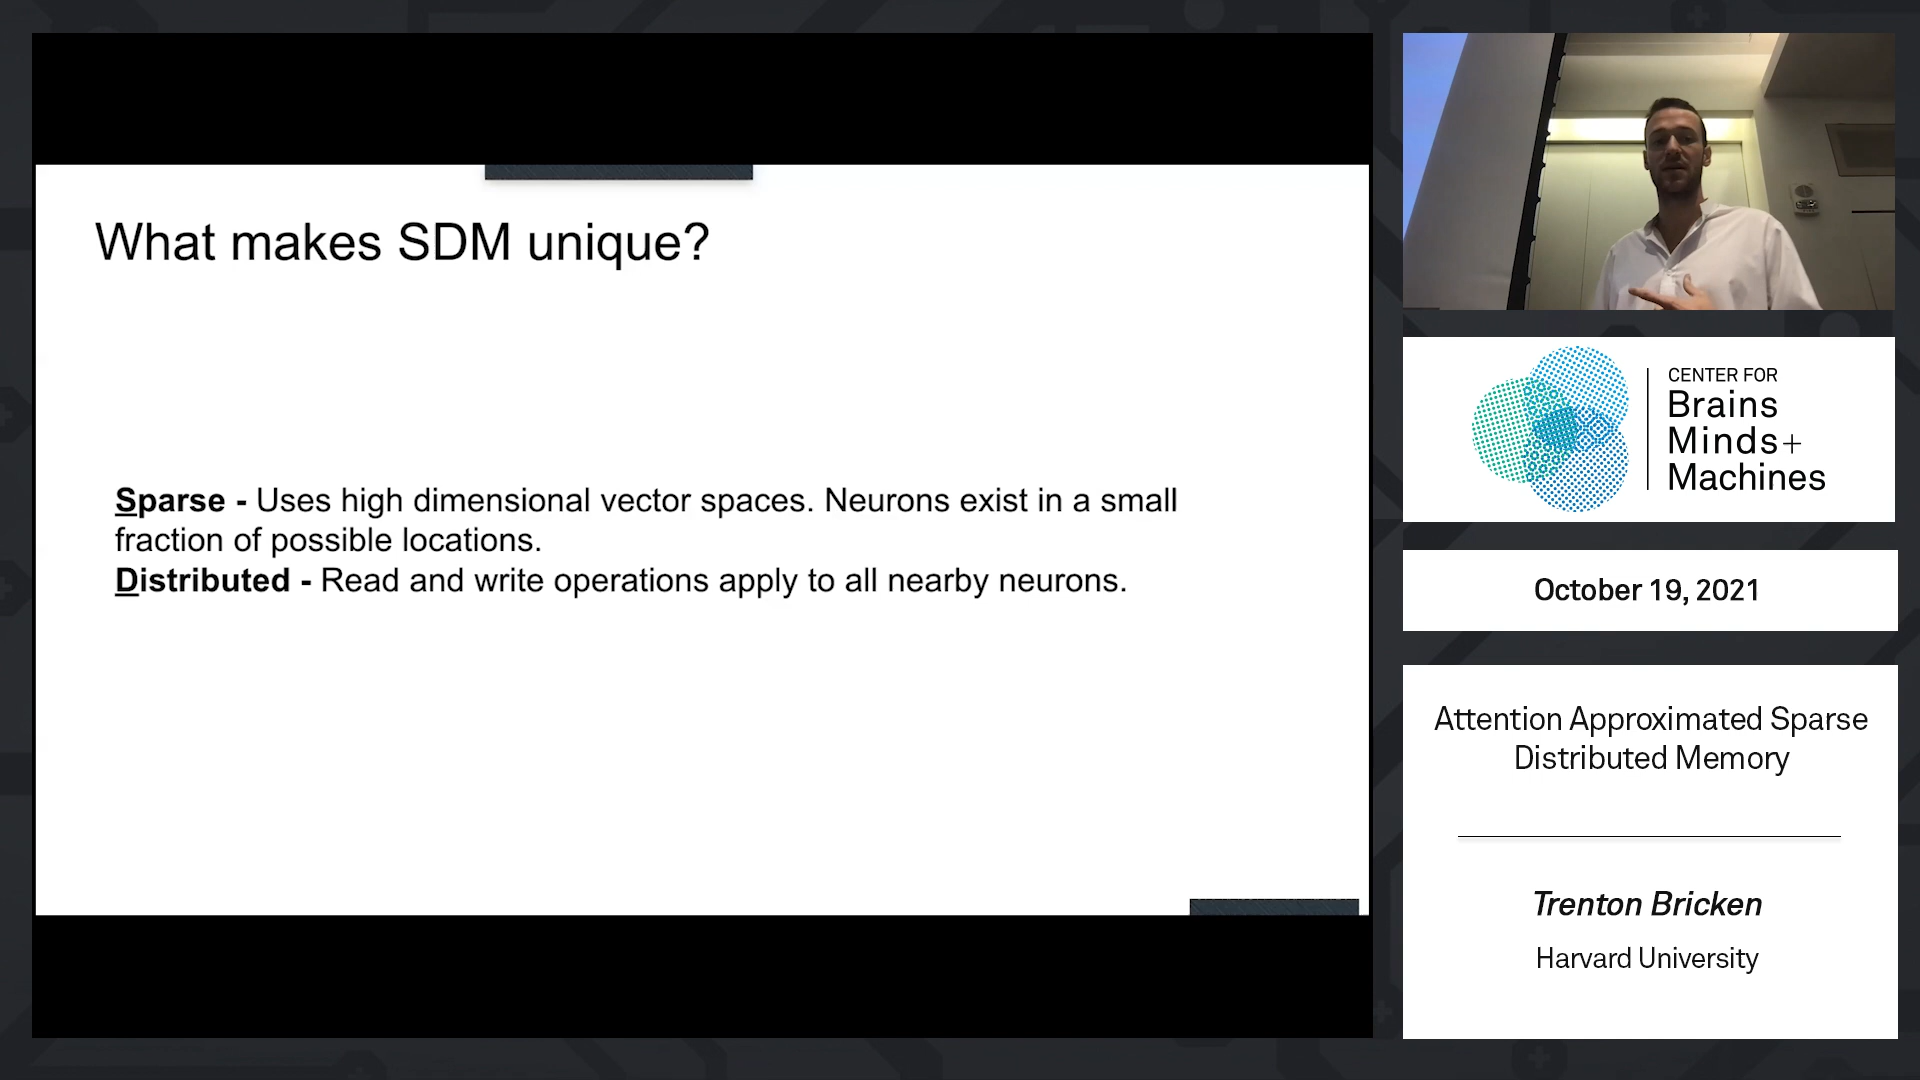 What makes SDM unique?
Sparse - Uses high dimensional vector spaces. Neurons exist in a small
fraction of possible locations.
Distributed - Read and write operations apply to all nearby neurons.
CENTER FOR
Brains
Minds+
Machines
October 19, 2021
Attention Approximated Sparse
Distributed Memory
Trenton Bricken
Harvard University